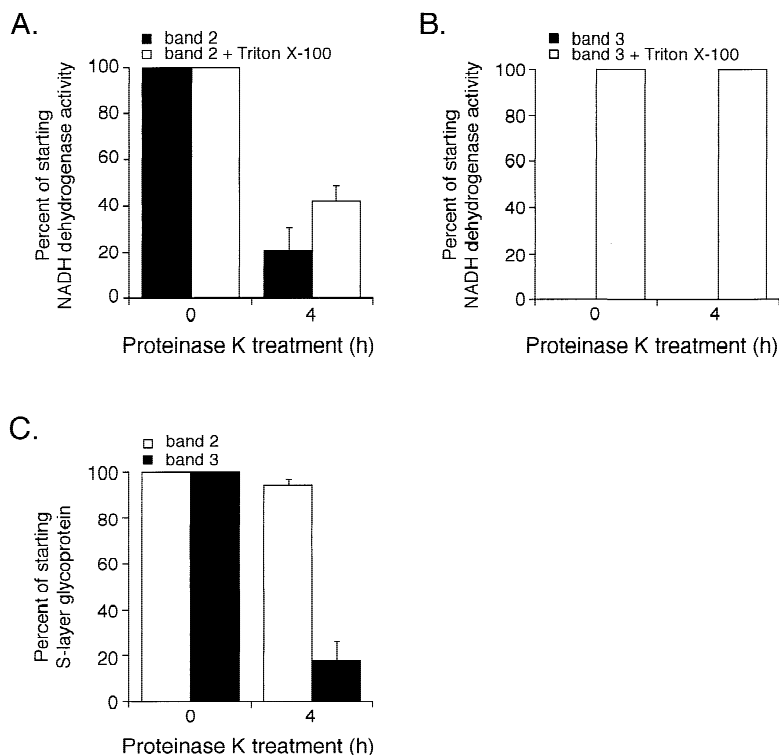 A.
■ band 2
□ band 2 + Triton X-100
Percent of starting
NADH dehydrogenase activity
100
80
60
40
20
0
0 4
Proteinase K treatment (h)
B.
■ band 3
□ band 3 + Triton X-100
Percent of starting
NADH dehydrogenase activity
100
80
60
40
20
0
0 4
Proteinase K treatment (h)
C.
□ band 2
■ band 3
Percent of starting
S-layer glycoprotein
100
80
60
40
20
0
0 4
Proteinase K treatment (h)